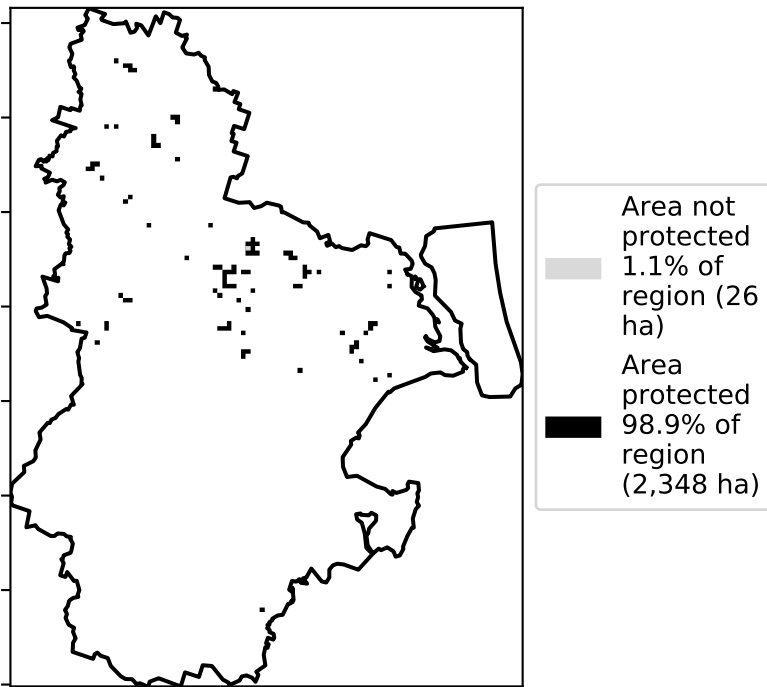 Area not
protected
1.1% of
region (26
ha)
Area
protected
98.9% of
region
(2,348 ha)